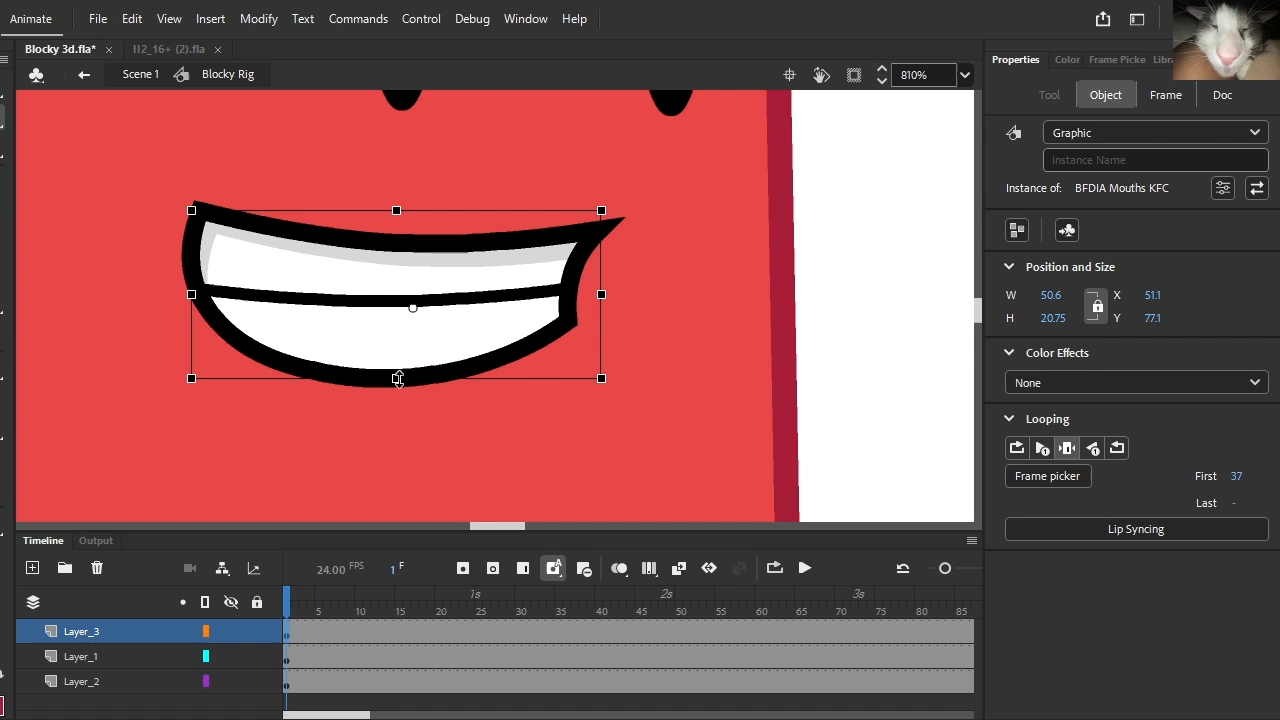 Animate File Edit View Insert Modify Text Commands Control Debug Window Help
Blocky 3d.fla* × II2_16+ (2).fla ×
Scene 1 Blocky Rig 810%
Properties Color Frame Picke Libra
Tool Object Frame Doc
Graphic
Instance Name
Instance of: BFDIA Mouths KFC
Position and Size
W 50.6 X 51.1
H 20.75 Y 77.1
Color Effects
None
Looping
Frame picker First 37
Last -
Lip Syncing
Timeline Output
24.00 FPS 1 F
1s 2s 3s
5 10 15 20 25 30 35 40 45 50 55 60 65 70 75 80 85
Layer_3
Layer_1
Layer_2